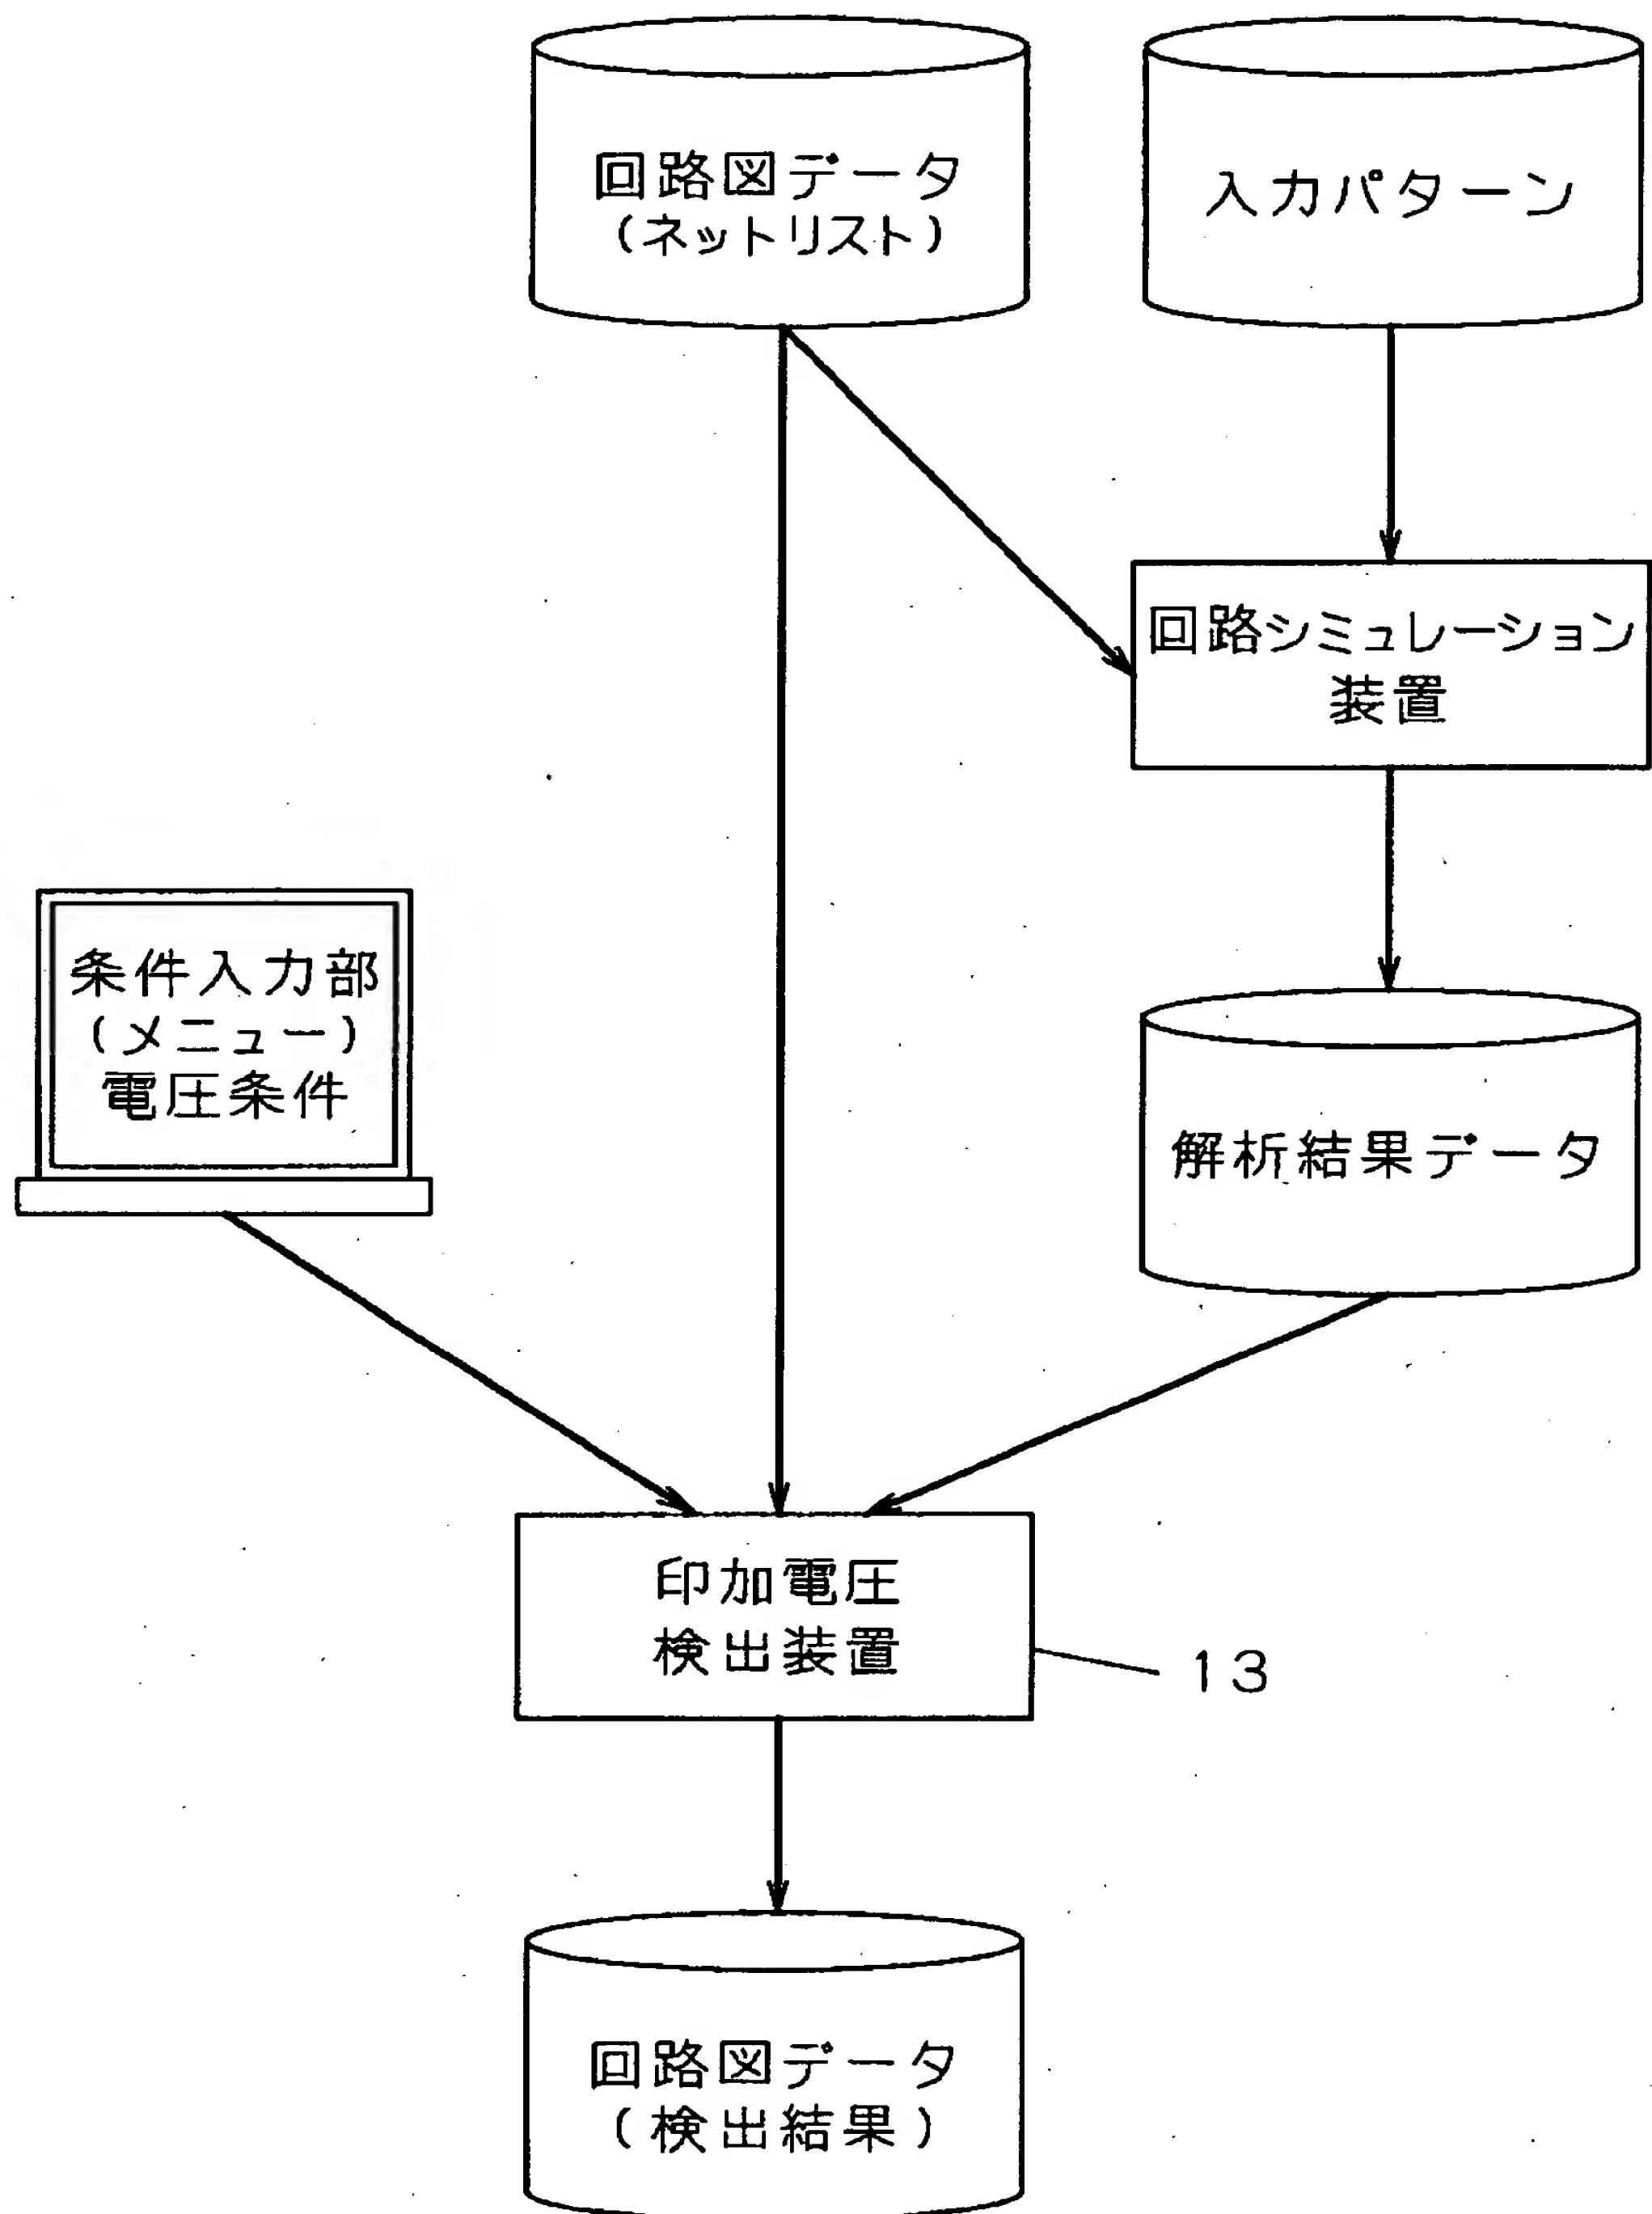 回路図データ
(ネットリスト)
入力パターン
回路シミュレーション
装置
条件入力部
(メニュー)
電圧条件
解析結果データ
印加電圧
検出装置
13
回路図データ
(検出結果)